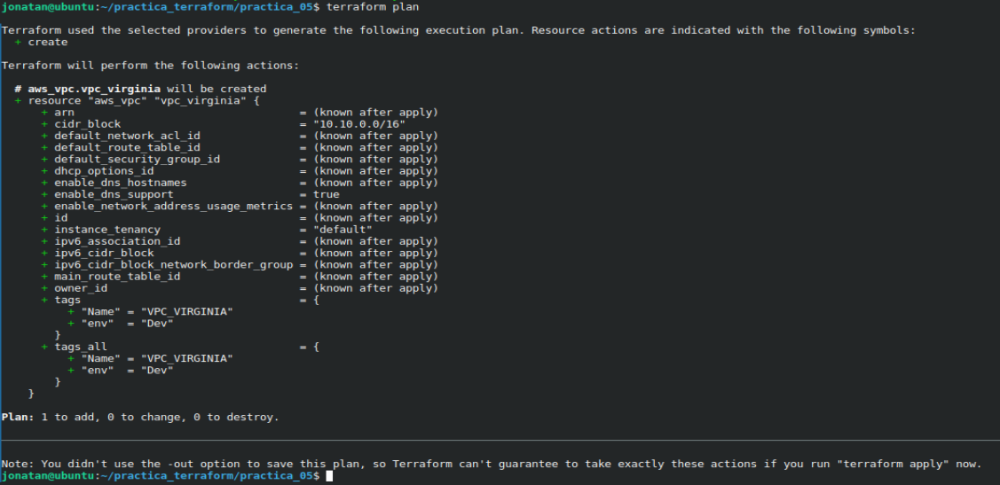 jonatan@ubuntu:~/practica_terraform/practica_05$ terraform plan
Terraform used the selected providers to generate the following execution plan. Resource actions are indicated with the following symbols:
  + create
Terraform will perform the following actions:
  # aws_vpc.vpc_virginia will be created
  + resource "aws_vpc" "vpc_virginia" {
      + arn                                  = (known after apply)
      + cidr_block                           = "10.10.0.0/16"
      + default_network_acl_id               = (known after apply)
      + default_route_table_id               = (known after apply)
      + default_security_group_id            = (known after apply)
      + dhcp_options_id                      = (known after apply)
      + enable_dns_hostnames                 = (known after apply)
      + enable_dns_support                   = true
      + enable_network_address_usage_metrics = (known after apply)
      + id                                   = (known after apply)
      + instance_tenancy                     = "default"
      + ipv6_association_id                  = (known after apply)
      + ipv6_cidr_block                      = (known after apply)
      + ipv6_cidr_block_network_border_group = (known after apply)
      + main_route_table_id                  = (known after apply)
      + owner_id                             = (known after apply)
      + tags                                 = {
          + "Name" = "VPC_VIRGINIA"
          + "env"  = "Dev"
        }
      + tags_all                             = {
          + "Name" = "VPC_VIRGINIA"
          + "env"  = "Dev"
        }
    }
Plan: 1 to add, 0 to change, 0 to destroy.
Note: You didn't use the -out option to save this plan, so Terraform can't guarantee to take exactly these actions if you run "terraform apply" now.
jonatan@ubuntu:~/practica_terraform/practica_05$